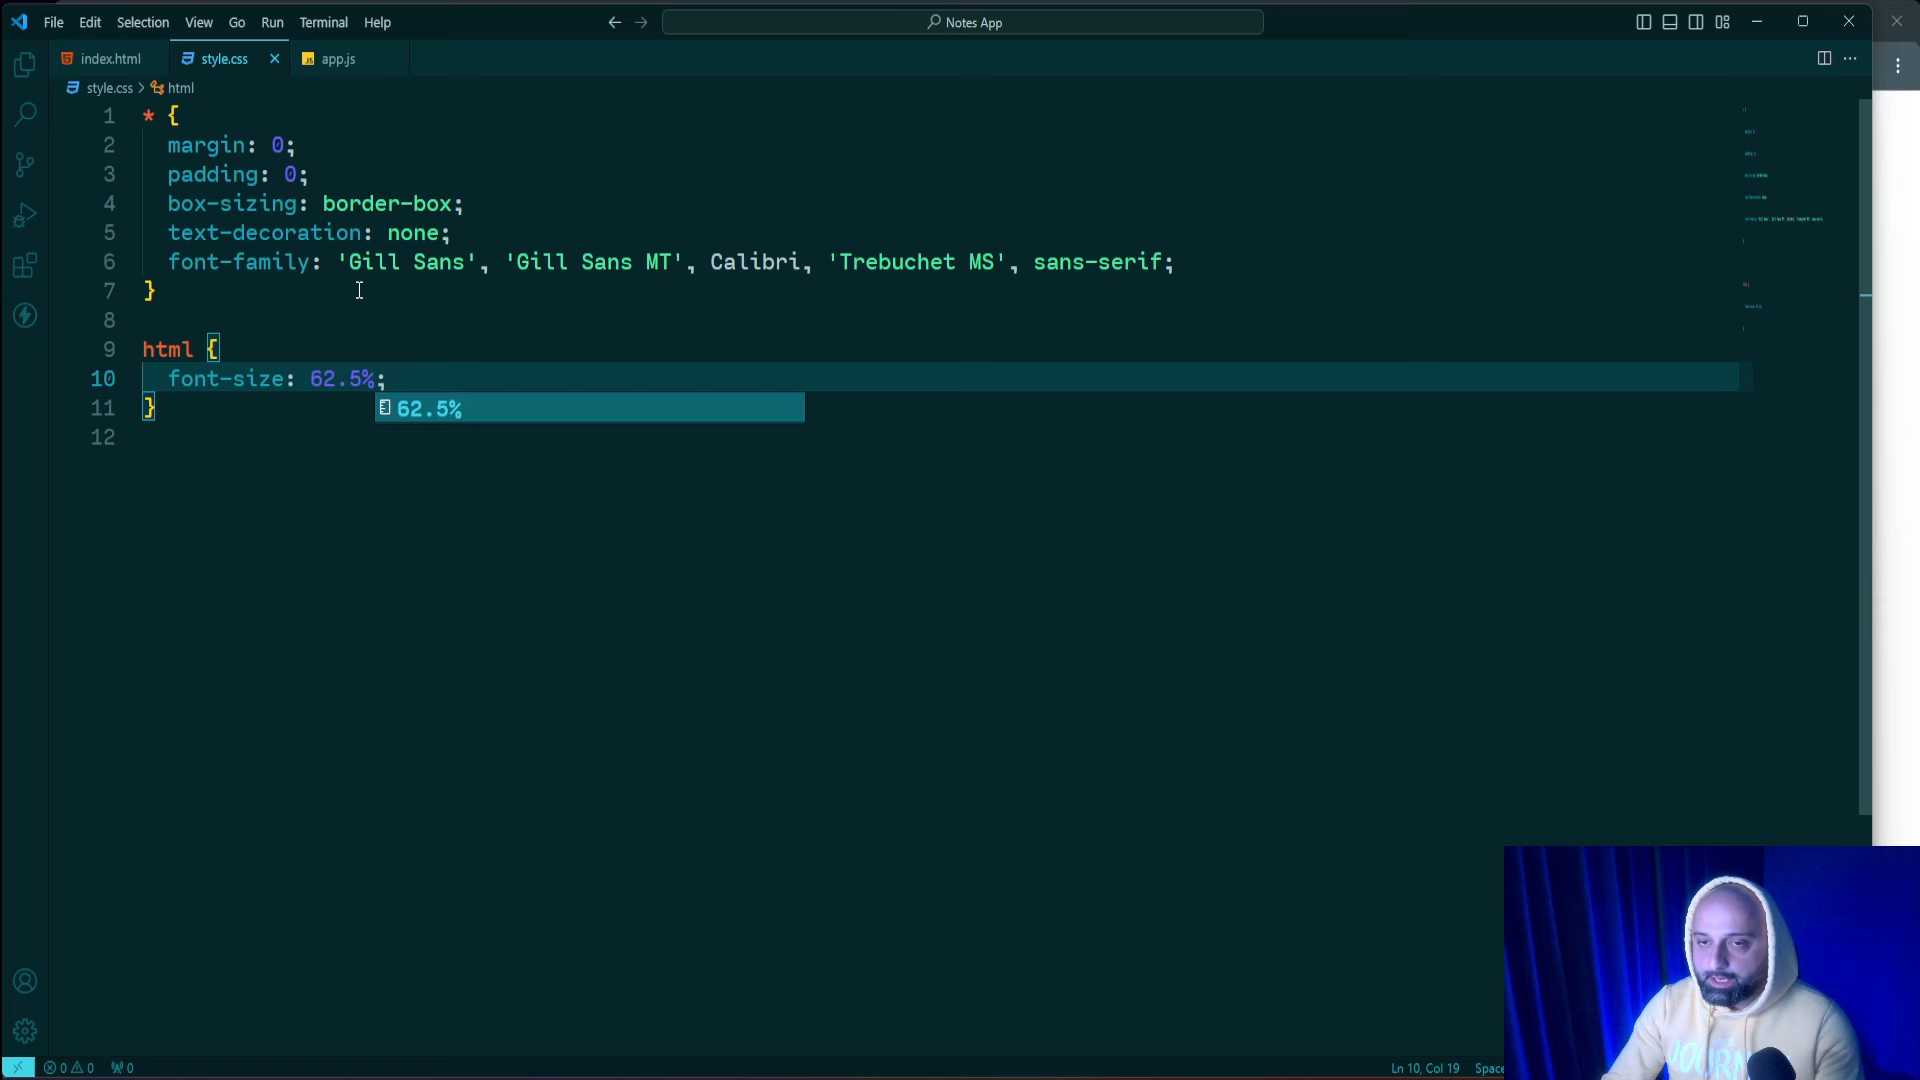 File Edit Selection View Go Run Terminal Help
Notes App
index.html style.css app.js
style.css > html
1 * {
2 margin: 0;
3 padding: 0;
4 box-sizing: border-box;
5 text-decoration: none;
6 font-family: 'Gill Sans', 'Gill Sans MT', Calibri, 'Trebuchet MS', sans-serif;
7 }
8
9 html {
10 font-size: 62.5%;
62.5%
11 }
12
0 0 0
Ln 10, Col 19